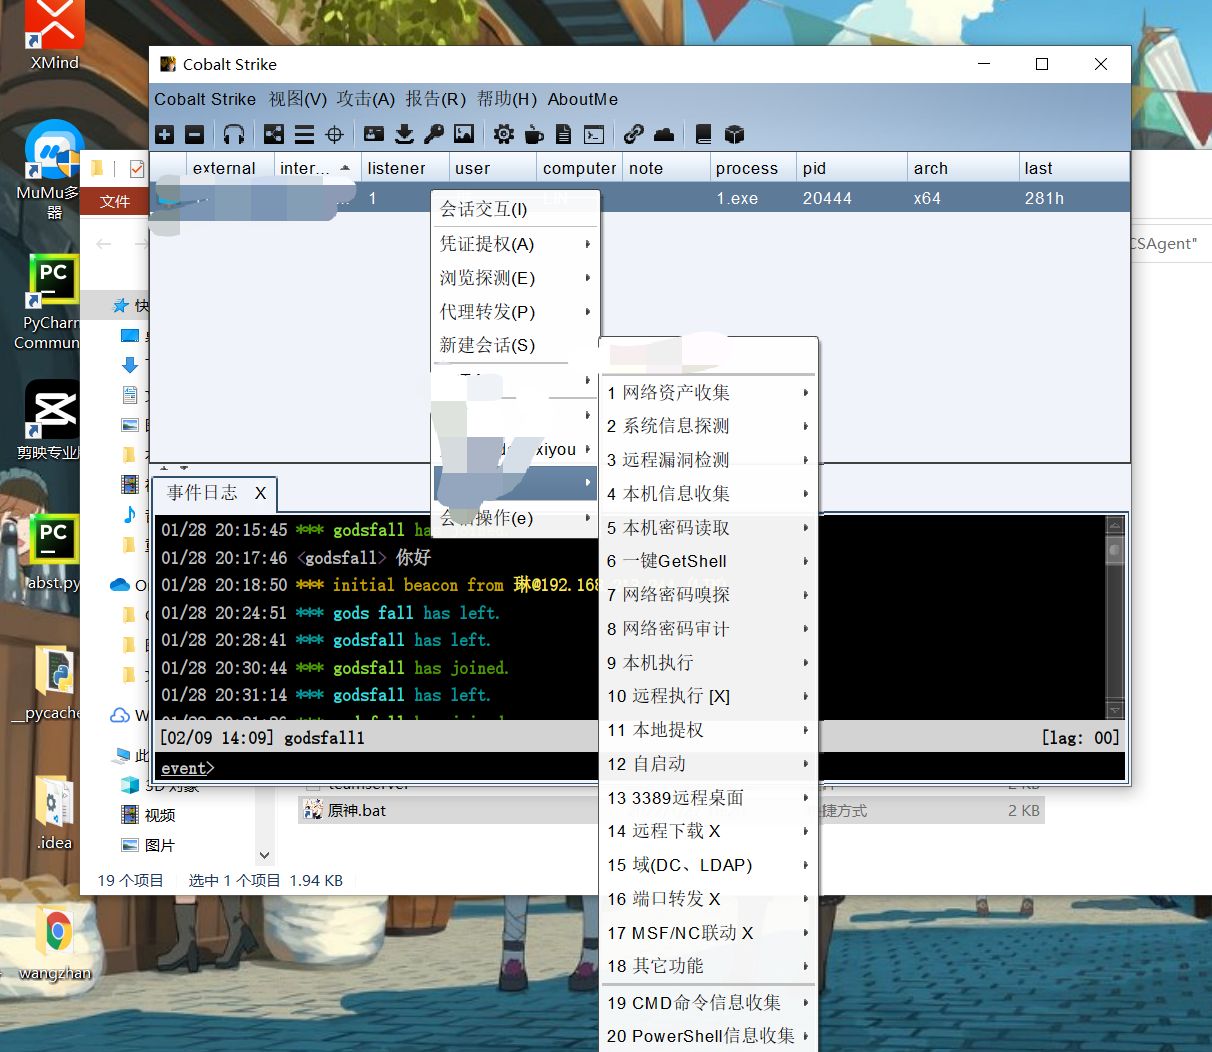 XMind
MuMu多
器
PC
PyCharm
Commun
剪映专业版
PC
abst.py
__pycache
.idea
wangzhan
Cobalt Strike
Cobalt Strike 视图(V) 攻击(A) 报告(R) 帮助(H) AboutMe
external inter... listener user computer note process pid arch last
1 1.exe 20444 x64 281h
文件
CSAgent"
快
会话交互(I)
凭证提权(A)
浏览探测(E)
代理转发(P)
新建会话(S)
xiyou
会话操作(e)
1 网络资产收集
2 系统信息探测
3 远程漏洞检测
4 本机信息收集
5 本机密码读取
6 一键GetShell
7 网络密码嗅探
8 网络密码审计
9 本机执行
10 远程执行 [X]
11 本地提权
12 自启动
13 3389远程桌面
14 远程下载 X
15 域(DC、LDAP)
16 端口转发 X
17 MSF/NC联动 X
18 其它功能
19 CMD命令信息收集
20 PowerShell信息收集
事件日志 X
01/28 20:15:45 *** godsfall ha
01/28 20:17:46 <godsfall> 你好
01/28 20:18:50 *** initial beacon from 琳@192.168
01/28 20:24:51 *** gods fall has left.
01/28 20:28:41 *** godsfall has left.
01/28 20:30:44 *** godsfall has joined.
01/28 20:31:14 *** godsfall has left.
[02/09 14:09] godsfall1 [lag: 00]
event>
此
3D 对象
视频
图片
teamserver 2 KB
原神.bat 捷方式 2 KB
19 个项目 选中 1 个项目 1.94 KB